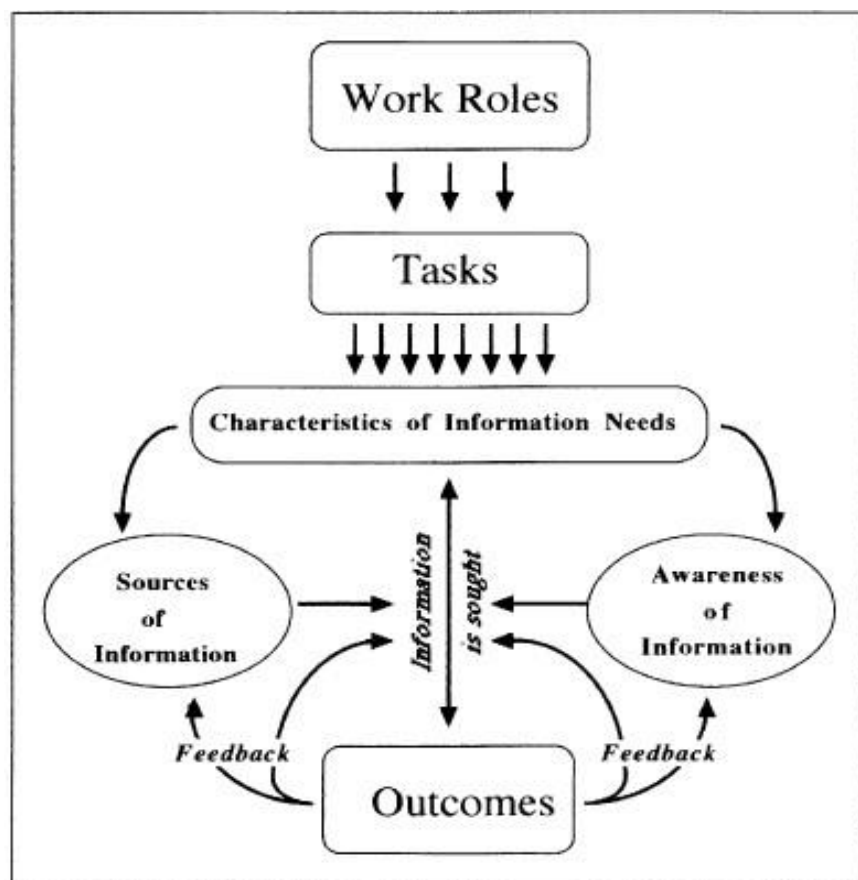 Work Roles
Tasks
Characteristics of Information Needs
Sources
of
Information
Information
is sought
Awareness
of
Information
Feedback
Feedback
Outcomes